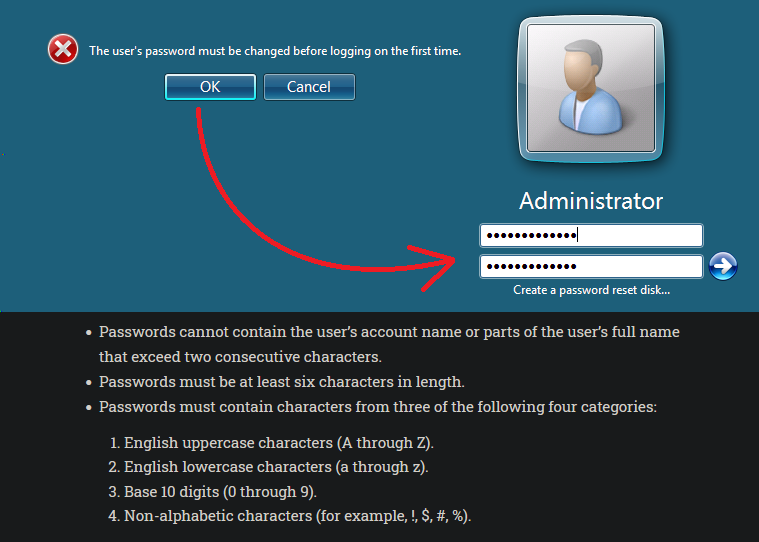 The user's password must be changed before logging on the first time.
OK
Cancel
Administrator
Create a password reset disk...
• Passwords cannot contain the user’s account name or parts of the user’s full name
that exceed two consecutive characters.
• Passwords must be at least six characters in length.
• Passwords must contain characters from three of the following four categories:
1. English uppercase characters (A through Z).
2. English lowercase characters (a through z).
3. Base 10 digits (0 through 9).
4. Non-alphabetic characters (for example, !, $, #, %).